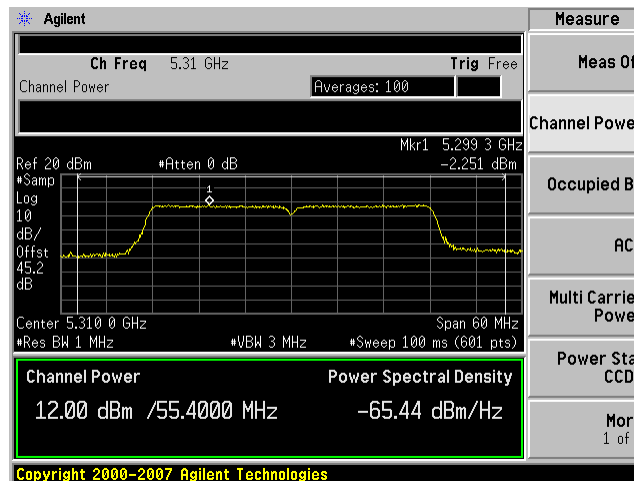 Agilent
Measure
Ch Freq 5.31 GHz Trig Free
Channel Power Averages: 100
Mkr1 5.299 3 GHz
Ref 20 dBm #Atten 0 dB -2.251 dBm
#Samp
Log
10
dB/
Offst
45.2
dB
1
Center 5.310 0 GHz Span 60 MHz
#Res BW 1 MHz #VBW 3 MHz #Sweep 100 ms (601 pts)
Channel Power Power Spectral Density
12.00 dBm /55.4000 MHz -65.44 dBm/Hz
Copyright 2000-2007 Agilent Technologies
Meas Of
Channel Powe
Occupied B
AC
Multi Carrie
Powe
Power Sta
CCD
Mor
1 of